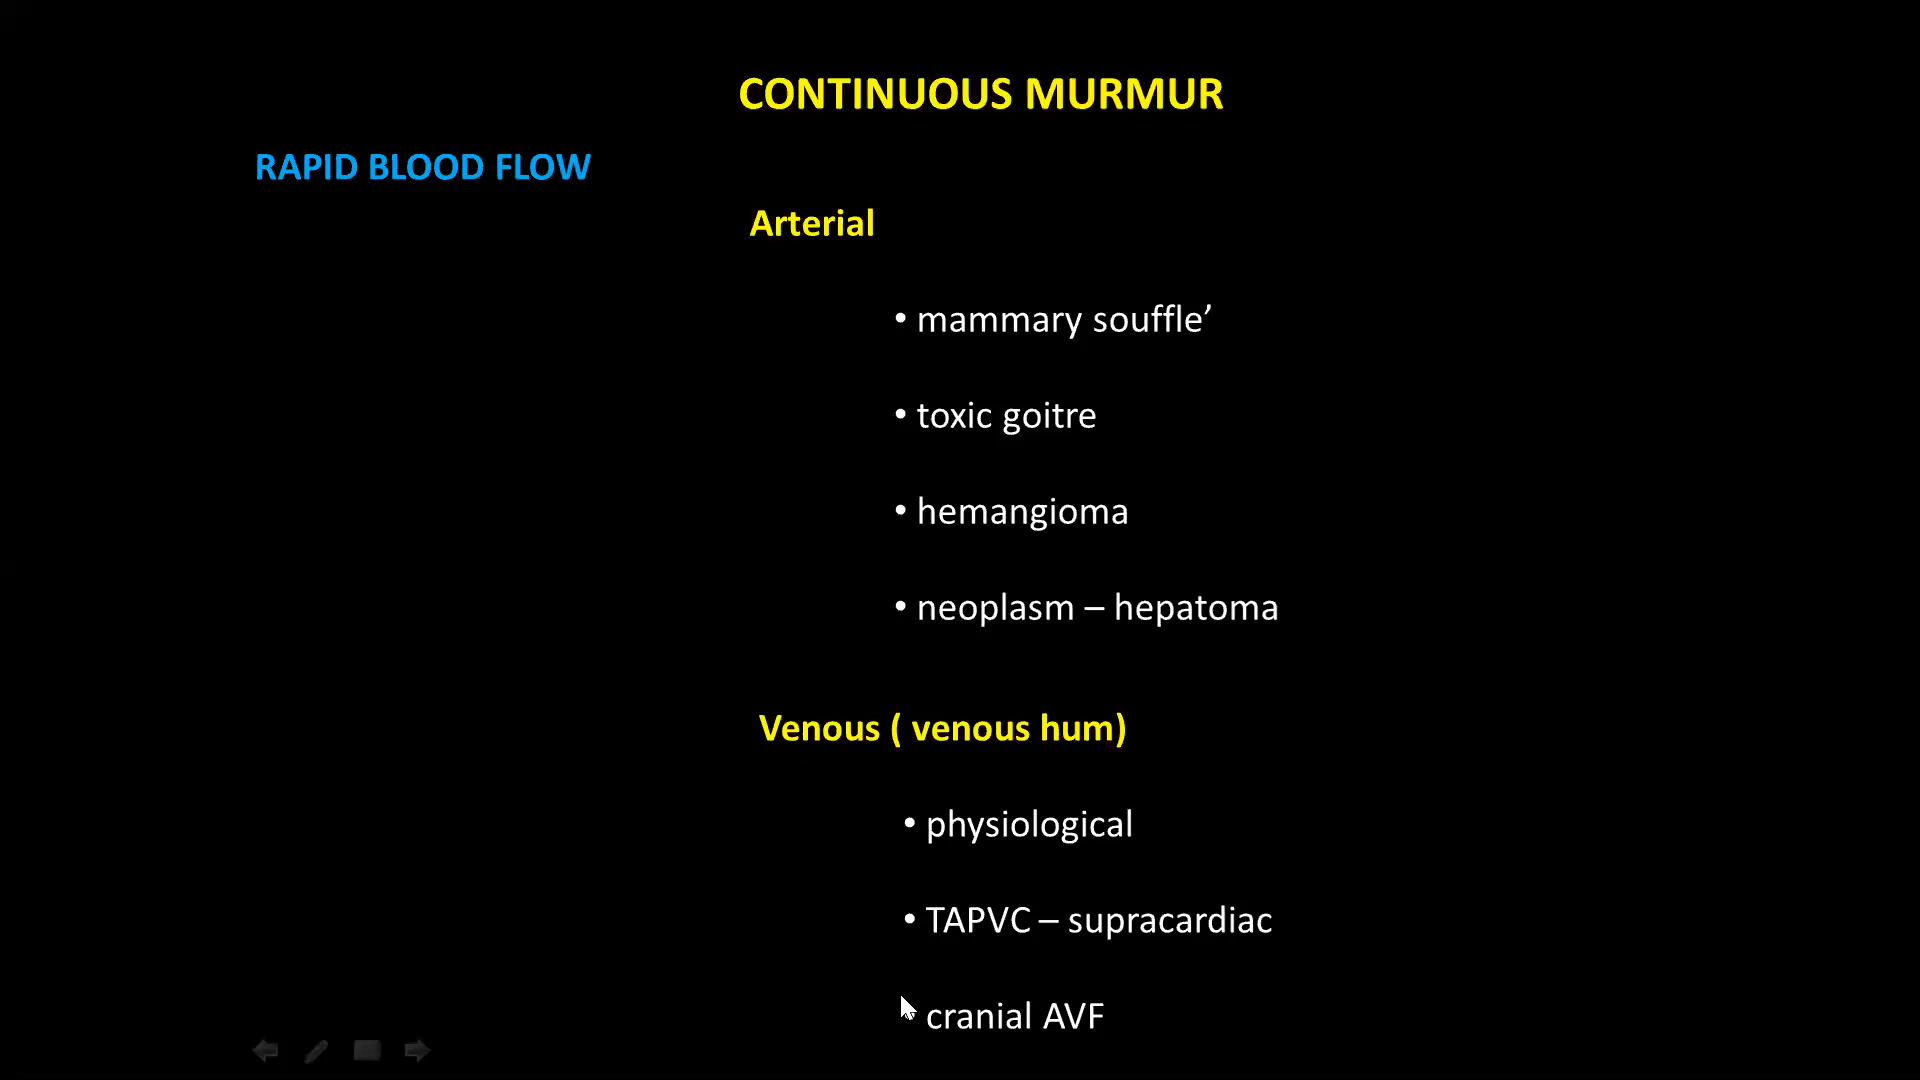 CONTINUOUS MURMUR
RAPID BLOOD FLOW
Arterial
• mammary souffle’
• toxic goitre
• hemangioma
• neoplasm – hepatoma
Venous ( venous hum)
• physiological
• TAPVC – supracardiac
• cranial AVF